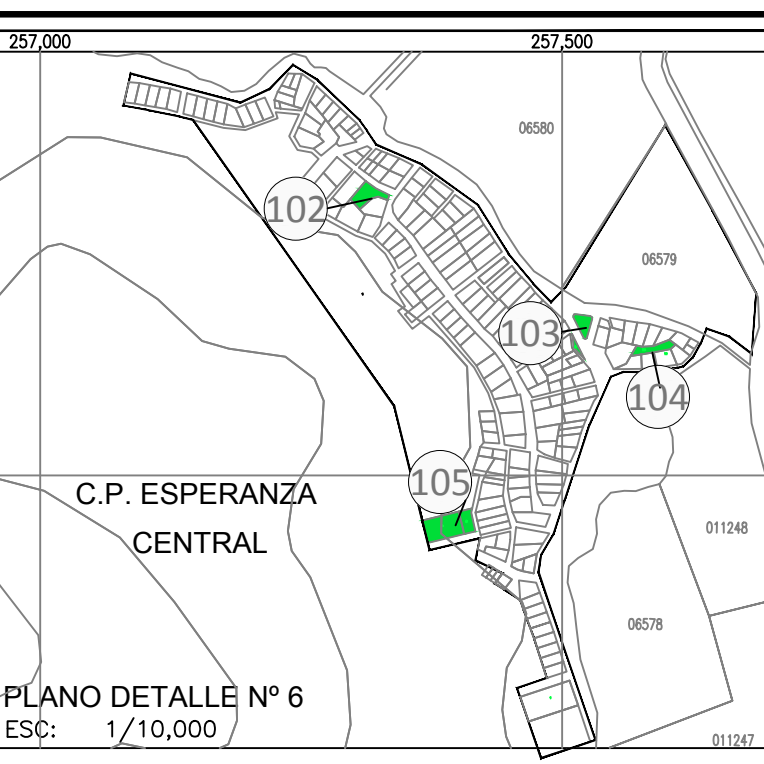 257,000
257,500
06580
102
06579
103
104
105
C.P. ESPERANZA
CENTRAL
011248
06578
PLANO DETALLE Nº 6
ESC: 1/10,000
011247